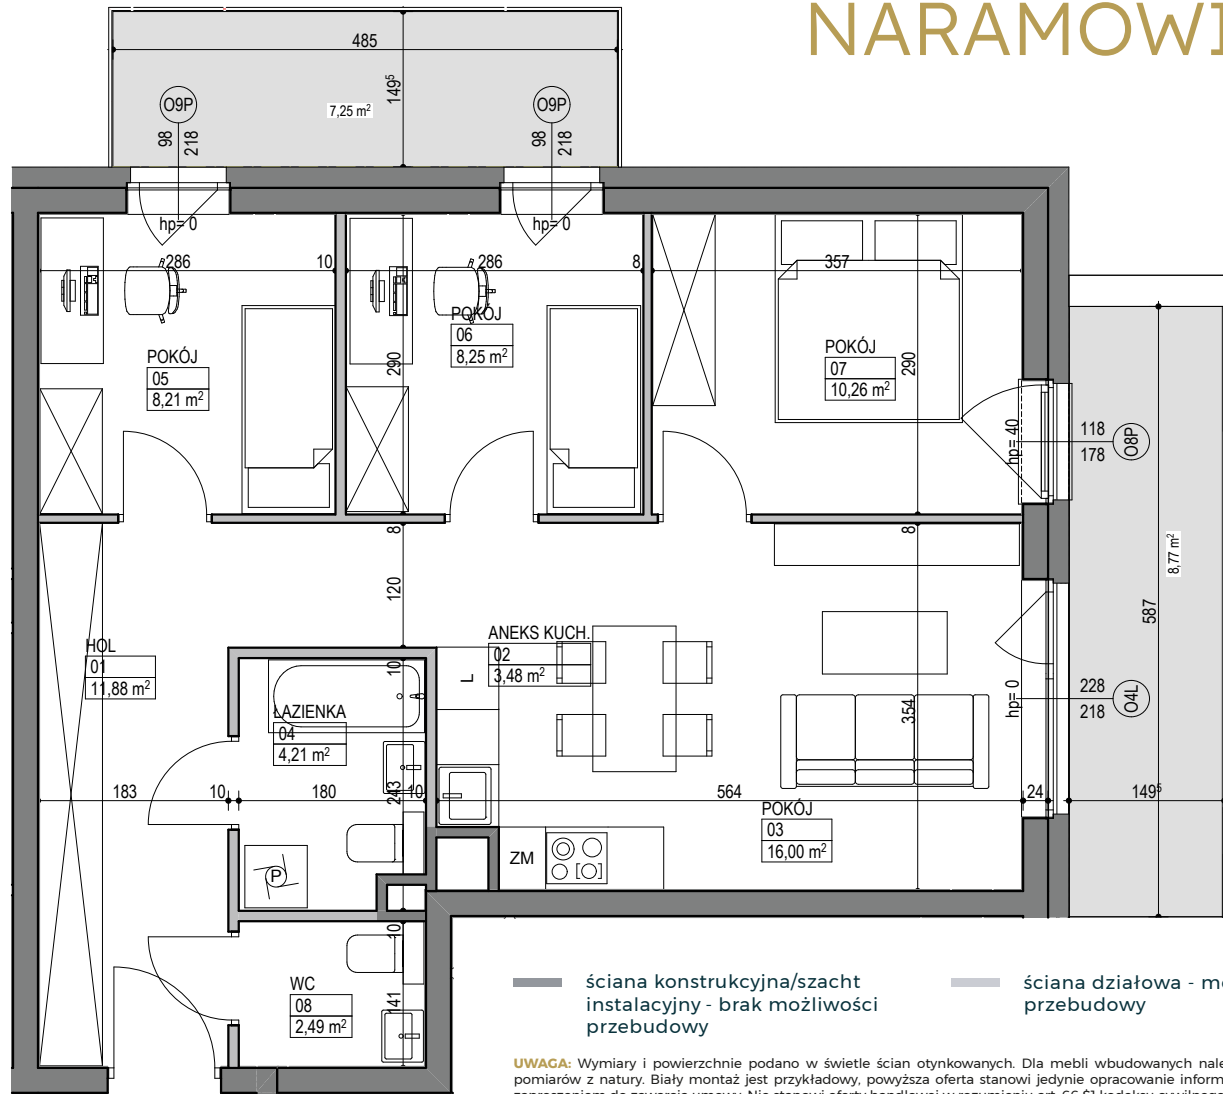 NARAMOWI
485
149⁵
7,25 m²
O9P
98
218
hp= 0
O9P
98
218
hp= 0
286
10
286
8
357
POKÓJ
05
8,21 m²
POKÓJ
06
8,25 m²
290
POKÓJ
07
10,26 m²
290
hp= 40
118
178
O8P
8,77 m²
587
8
8
120
HOL
01
11,88 m²
ANEKS KUCH.
02
3,48 m²
L
10
ŁAZIENKA
04
4,21 m²
354
hp= 0
228
218
O4L
183
10
180
243
10
564
24
149⁵
POKÓJ
03
16,00 m²
ZM
P
10
WC
08
2,49 m²
141
ściana konstrukcyjna/szacht
instalacyjny - brak możliwości
przebudowy
ściana działowa - mo
przebudowy
UWAGA: Wymiary i powierzchnie podano w świetle ścian otynkowanych. Dla mebli wbudowanych nale
pomiarów z natury. Biały montaż jest przykładowy, powyższa oferta stanowi jedynie opracowanie inform